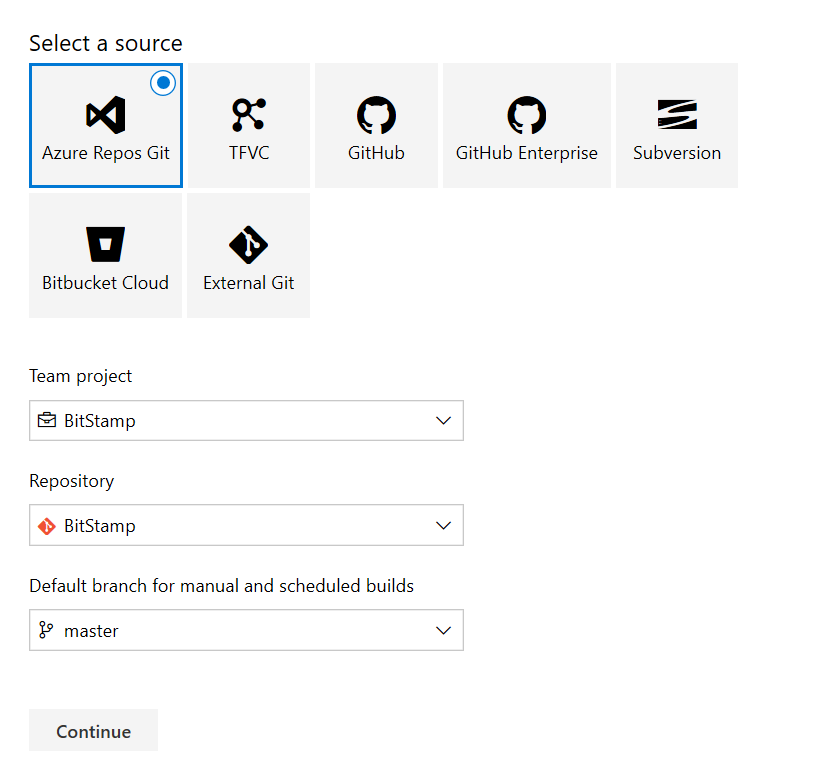 Select a source
Azure Repos Git
TFVC
GitHub
GitHub Enterprise
Subversion
Bitbucket Cloud
External Git
Team project
BitStamp
Repository
BitStamp
Default branch for manual and scheduled builds
master
Continue